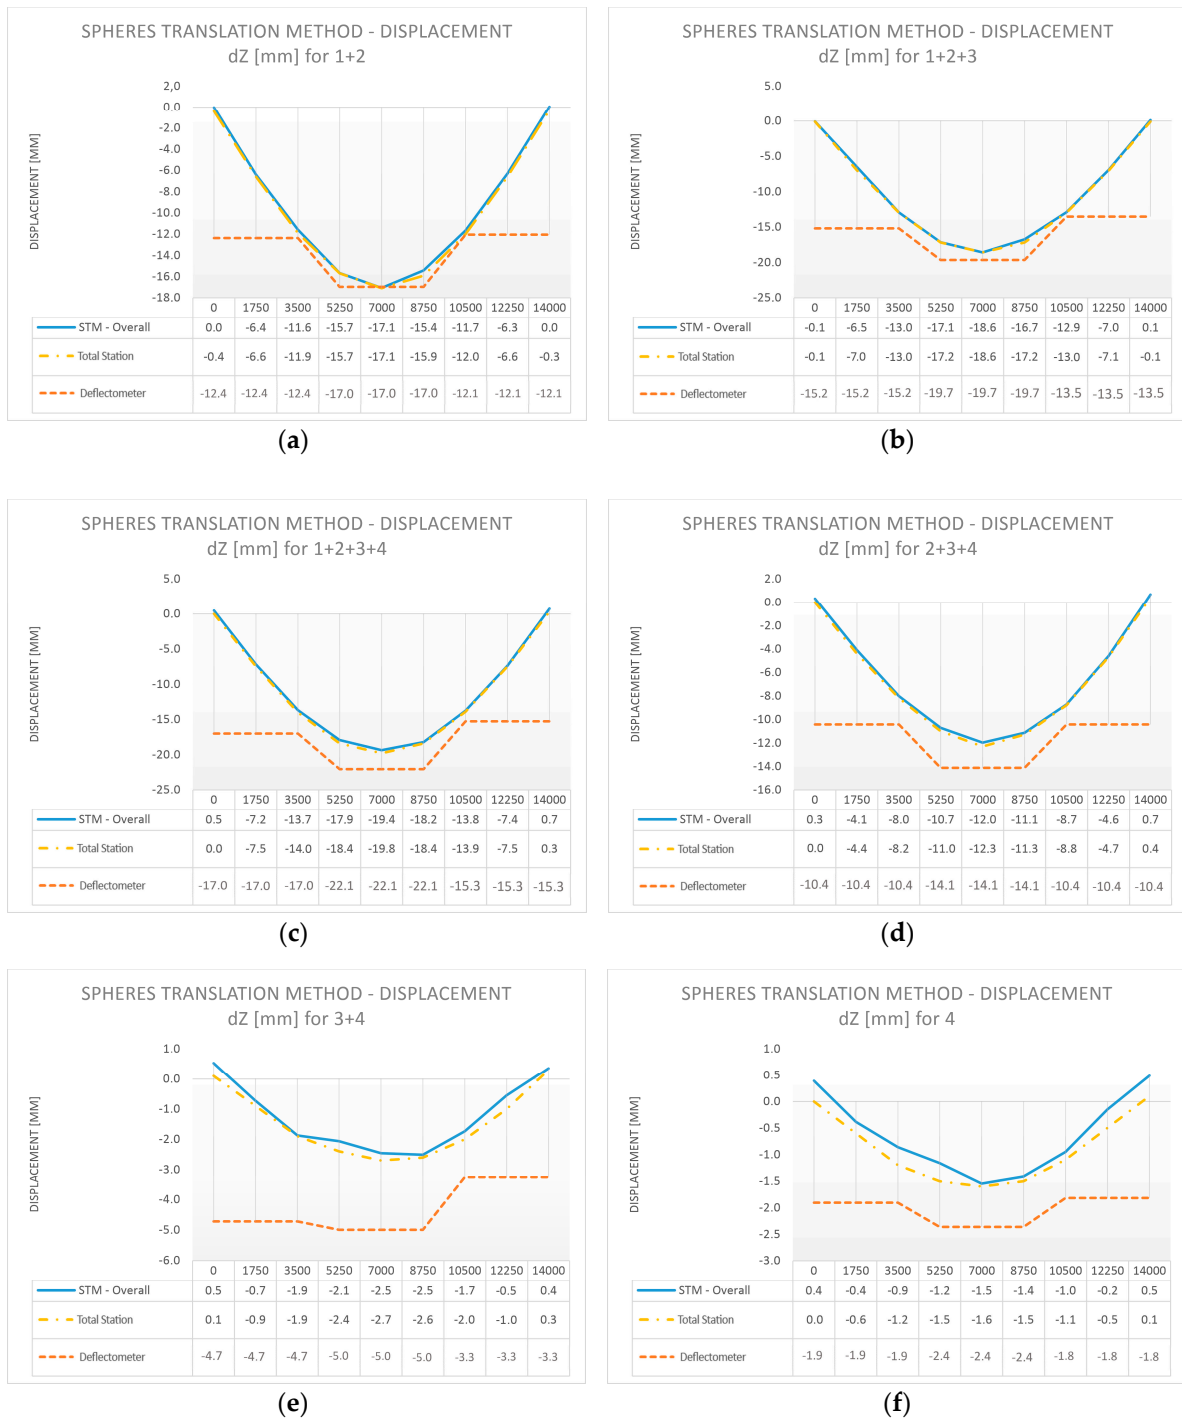 SPHERES TRANSLATION METHOD - DISPLACEMENT
dZ [mm] for 1+2
DISPLACEMENT [MM]
2,0
0.0
-2.0
-4.0
-6.0
-8.0
-10.0
-12.0
-14.0
-16.0
-18.0
0 1750 3500 5250 7000 8750 10500 12250 14000
STM - Overall 0.0 -6.4 -11.6 -15.7 -17.1 -15.4 -11.7 -6.3 0.0
Total Station -0.4 -6.6 -11.9 -15.7 -17.1 -15.9 -12.0 -6.6 -0.3
Deflectometer -12.4 -12.4 -12.4 -17.0 -17.0 -17.0 -12.1 -12.1 -12.1
(a)
SPHERES TRANSLATION METHOD - DISPLACEMENT
dZ [mm] for 1+2+3
DISPLACEMENT [MM]
5.0
0.0
-5.0
-10.0
-15.0
-20.0
-25.0
0 1750 3500 5250 7000 8750 10500 12250 14000
STM - Overall -0.1 -6.5 -13.0 -17.1 -18.6 -16.7 -12.9 -7.0 0.1
Total Station -0.1 -7.0 -13.0 -17.2 -18.6 -17.2 -13.0 -7.1 -0.1
Deflectometer -15.2 -15.2 -15.2 -19.7 -19.7 -19.7 -13.5 -13.5 -13.5
(b)
SPHERES TRANSLATION METHOD - DISPLACEMENT
dZ [mm] for 1+2+3+4
DISPLACEMENT [MM]
5.0
0.0
-5.0
-10.0
-15.0
-20.0
-25.0
0 1750 3500 5250 7000 8750 10500 12250 14000
STM - Overall 0.5 -7.2 -13.7 -17.9 -19.4 -18.2 -13.8 -7.4 0.7
Total Station 0.0 -7.5 -14.0 -18.4 -19.8 -18.4 -13.9 -7.5 0.3
Deflectometer -17.0 -17.0 -17.0 -22.1 -22.1 -22.1 -15.3 -15.3 -15.3
(c)
SPHERES TRANSLATION METHOD - DISPLACEMENT
dZ [mm] for 2+3+4
DISPLACEMENT [MM]
2.0
0.0
-2.0
-4.0
-6.0
-8.0
-10.0
-12.0
-14.0
-16.0
0 1750 3500 5250 7000 8750 10500 12250 14000
STM - Overall 0.3 -4.1 -8.0 -10.7 -12.0 -11.1 -8.7 -4.6 0.7
Total Station 0.0 -4.4 -8.2 -11.0 -12.3 -11.3 -8.8 -4.7 0.4
Deflectometer -10.4 -10.4 -10.4 -14.1 -14.1 -14.1 -10.4 -10.4 -10.4
(d)
SPHERES TRANSLATION METHOD - DISPLACEMENT
dZ [mm] for 3+4
DISPLACEMENT [MM]
1.0
0.0
-1.0
-2.0
-3.0
-4.0
-5.0
-6.0
0 1750 3500 5250 7000 8750 10500 12250 14000
STM - Overall 0.5 -0.7 -1.9 -2.1 -2.5 -2.5 -1.7 -0.5 0.4
Total Station 0.1 -0.9 -1.9 -2.4 -2.7 -2.6 -2.0 -1.0 0.3
Deflectometer -4.7 -4.7 -4.7 -5.0 -5.0 -5.0 -3.3 -3.3 -3.3
(e)
SPHERES TRANSLATION METHOD - DISPLACEMENT
dZ [mm] for 4
DISPLACEMENT [MM]
1.0
0.5
0.0
-0.5
-1.0
-1.5
-2.0
-2.5
-3.0
0 1750 3500 5250 7000 8750 10500 12250 14000
STM - Overall 0.4 -0.4 -0.9 -1.2 -1.5 -1.4 -1.0 -0.2 0.5
Total Station 0.0 -0.6 -1.2 -1.5 -1.6 -1.5 -1.1 -0.5 0.1
Deflectometer -1.9 -1.9 -1.9 -2.4 -2.4 -2.4 -1.8 -1.8 -1.8
(f)